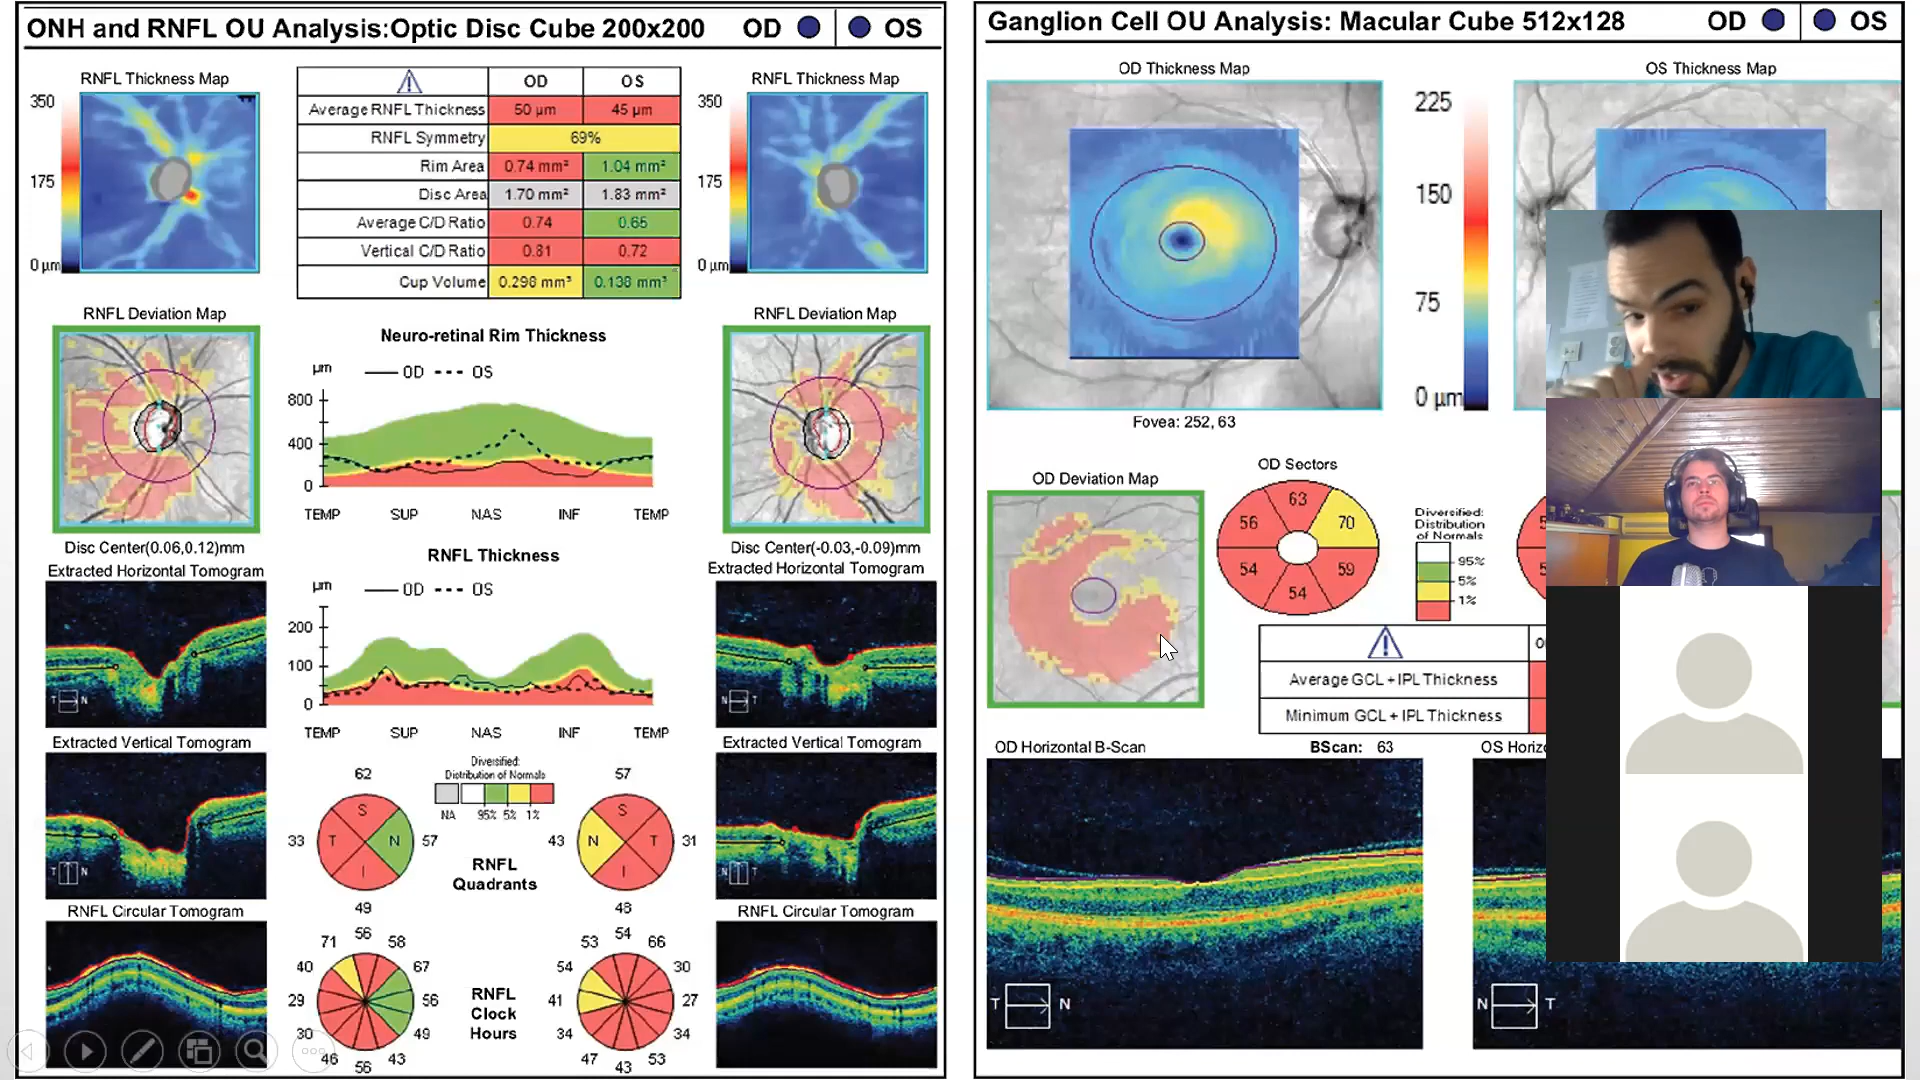 ONH and RNFL OU Analysis:Optic Disc Cube 200x200 OD OS
RNFL Thickness Map
350
175
0 µm
OD OS
Average RNFL Thickness 50 µm 45 µm
RNFL Symmetry 69%
Rim Area 0.74 mm² 1.04 mm²
Disc Area 1.70 mm² 1.83 mm²
Average C/D Ratio 0.74 0.65
Vertical C/D Ratio 0.81 0.72
Cup Volume 0.298 mm³ 0.138 mm³
RNFL Thickness Map
350
175
0 µm
RNFL Deviation Map
Disc Center(0.06,0.12)mm
Neuro-retinal Rim Thickness
µm OD OS
800
400
0
TEMP SUP NAS INF TEMP
RNFL Deviation Map
Disc Center(-0.03,-0.09)mm
Extracted Horizontal Tomogram
T N
RNFL Thickness
µm OD OS
200
100
0
TEMP SUP NAS INF TEMP
Extracted Horizontal Tomogram
N T
Extracted Vertical Tomogram
T N
Diversified:
Distribution of Normals
NA 95% 5% 1%
62
S
33 T N 57
I
49
RNFL
Quadrants
57
S
43 N T 31
I
48
Extracted Vertical Tomogram
N T
RNFL Circular Tomogram
56
71 58
40 67
29 56
30 49
46 43
56
RNFL
Clock
Hours
54
53 66
54 30
41 27
34 34
47 53
43
RNFL Circular Tomogram
Ganglion Cell OU Analysis: Macular Cube 512x128 OD OS
OD Thickness Map
Fovea: 252, 63
225
150
75
0 µm
OS Thickness Map
OD Deviation Map
OD Sectors
63
56 70
54 59
54
Diversified:
Distribution
of Normals
95%
5%
1%
Average GCL + IPL Thickness
Minimum GCL + IPL Thickness
OD Horizontal B-Scan BScan: 63
T N
OS Horiz
N T